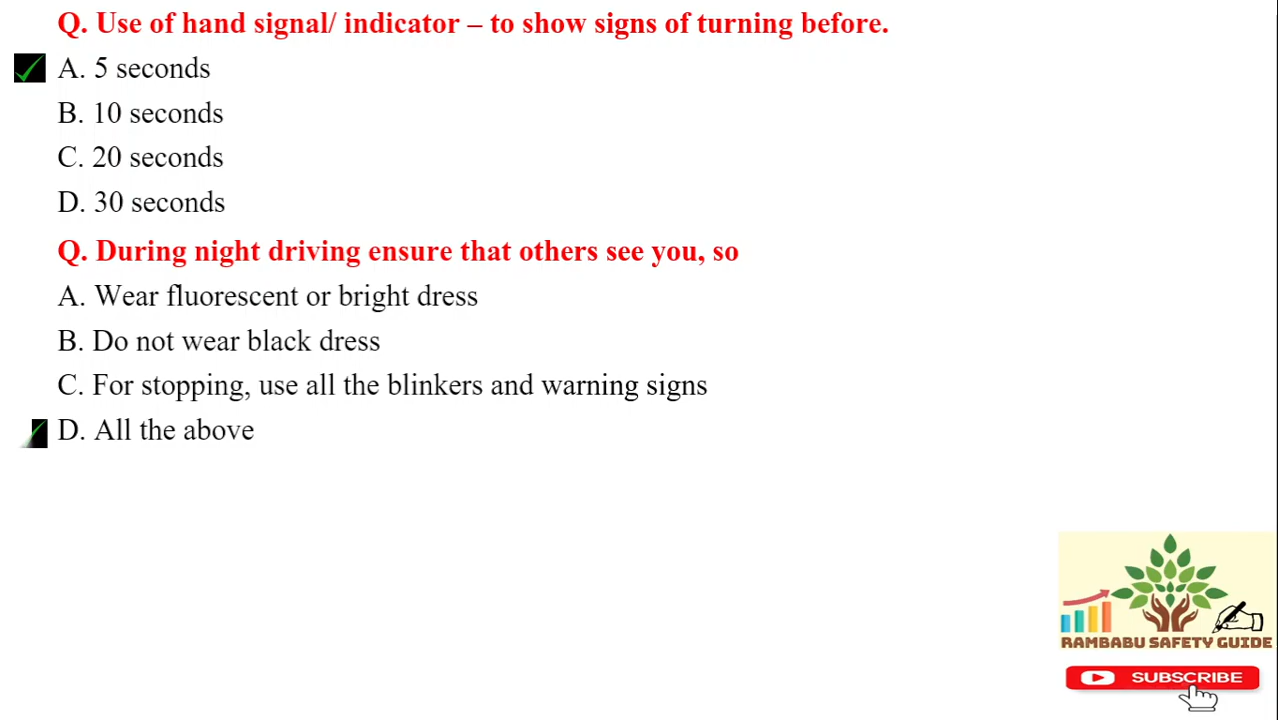 Q. Use of hand signal/ indicator – to show signs of turning before.
A. 5 seconds
B. 10 seconds
C. 20 seconds
D. 30 seconds
Q. During night driving ensure that others see you, so
A. Wear fluorescent or bright dress
B. Do not wear black dress
C. For stopping, use all the blinkers and warning signs
D. All the above
RAMBABU SAFETY GUIDE
SUBSCRIBE